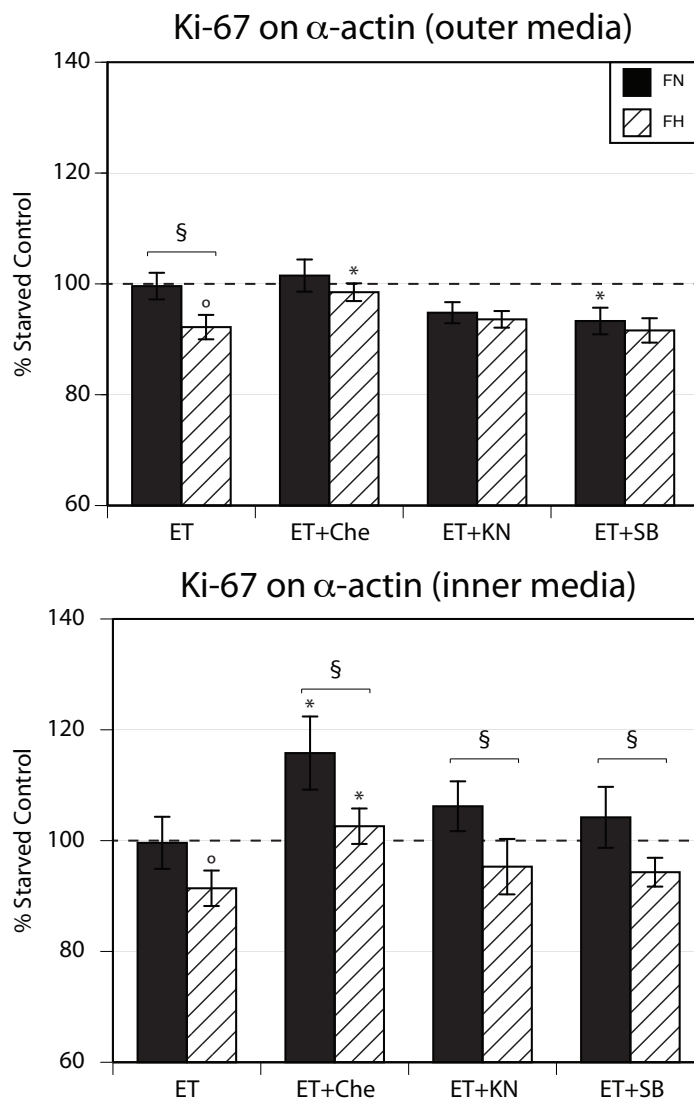 Ki-67 on α-actin (outer media)
140
120
100
80
60
% Starved Control
FN
FH
§
o
*
*
ET
ET+Che
ET+KN
ET+SB
Ki-67 on α-actin (inner media)
140
120
100
80
60
% Starved Control
§
*
*
o
§
§
ET
ET+Che
ET+KN
ET+SB